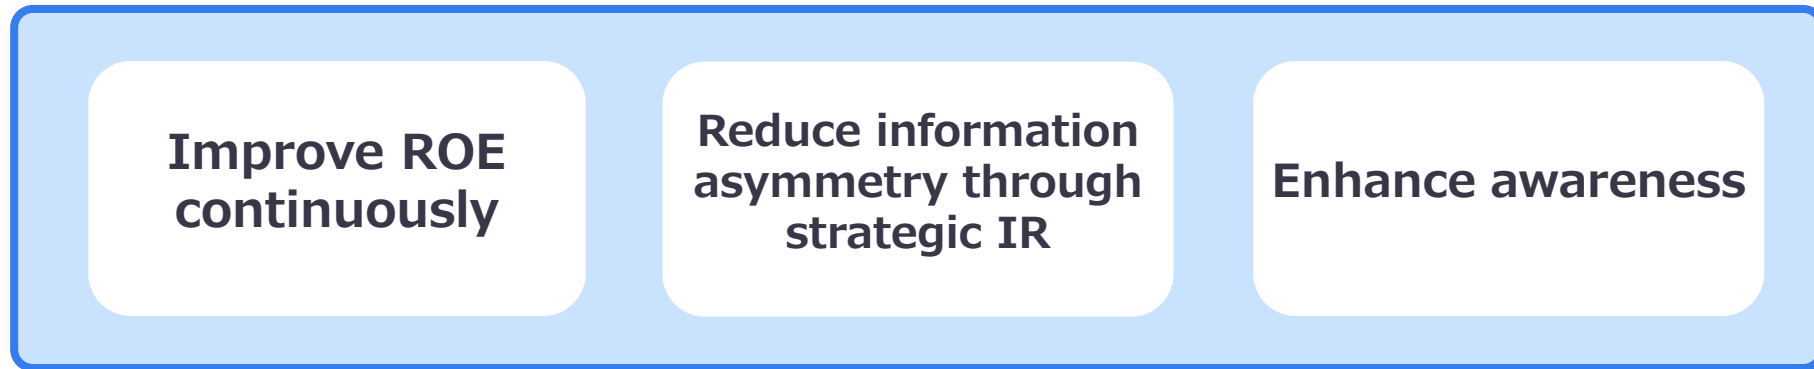 Improve ROE
continuously
Reduce information
asymmetry through
strategic IR
Enhance awareness